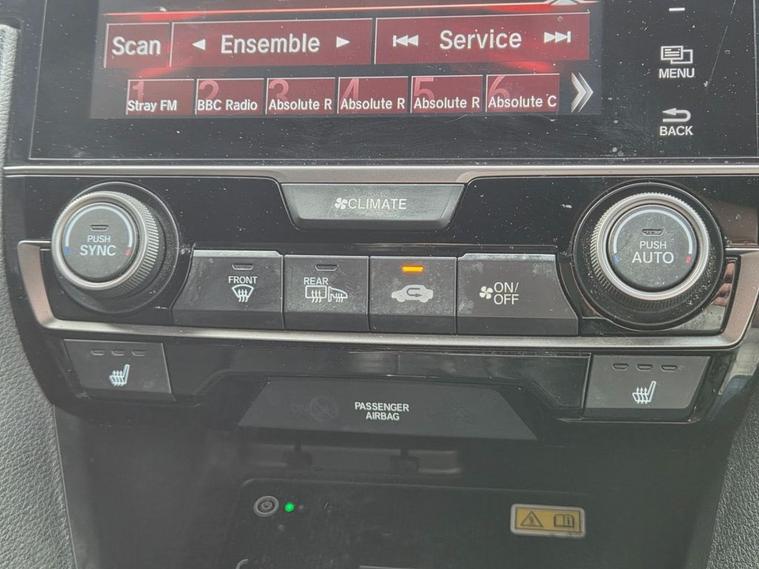 Scan
Ensemble
Service
1 2 3 4 5 6
Stray FM BBC Radio Absolute R Absolute R Absolute R Absolute C
MENU
BACK
CLIMATE
PUSH
SYNC
FRONT
REAR
ON/
OFF
PUSH
AUTO
PASSENGER
AIRBAG